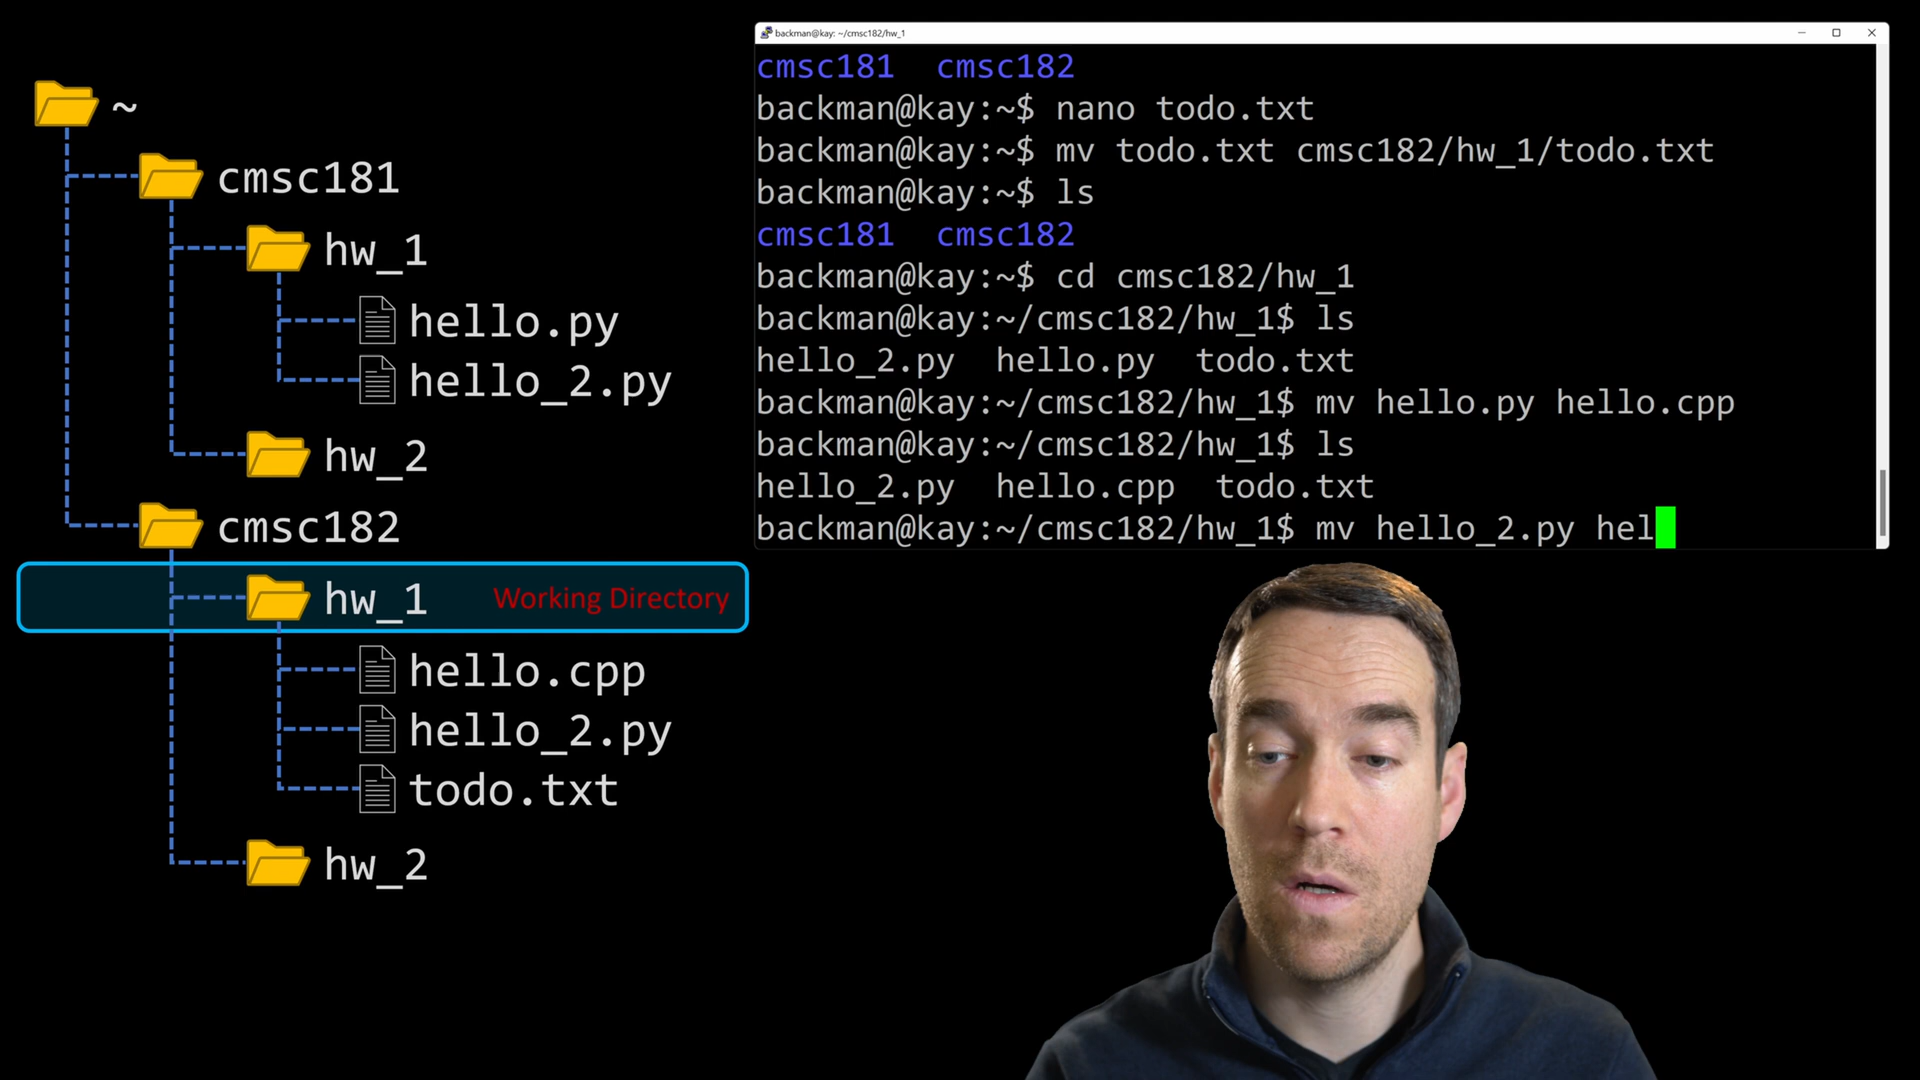 ~
cmsc181
hw_1
hello.py
hello_2.py
hw_2
cmsc182
hw_1 Working Directory
hello.cpp
hello_2.py
todo.txt
hw_2
backman@kay: ~/cmsc182/hw_1
cmsc181 cmsc182
backman@kay:~$ nano todo.txt
backman@kay:~$ mv todo.txt cmsc182/hw_1/todo.txt
backman@kay:~$ ls
cmsc181 cmsc182
backman@kay:~$ cd cmsc182/hw_1
backman@kay:~/cmsc182/hw_1$ ls
hello_2.py hello.py todo.txt
backman@kay:~/cmsc182/hw_1$ mv hello.py hello.cpp
backman@kay:~/cmsc182/hw_1$ ls
hello_2.py hello.cpp todo.txt
backman@kay:~/cmsc182/hw_1$ mv hello_2.py hel